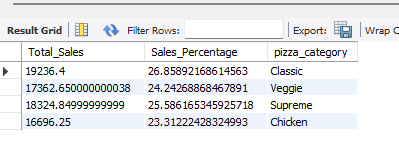 Result Grid Filter Rows: Export: Wrap C
Total_Sales Sales_Percentage pizza_category
19236.4 26.85892168614563 Classic
17362.650000000038 24.24268868467891 Veggie
18324.84999999999 25.586165345925718 Supreme
16696.25 23.31222428324993 Chicken